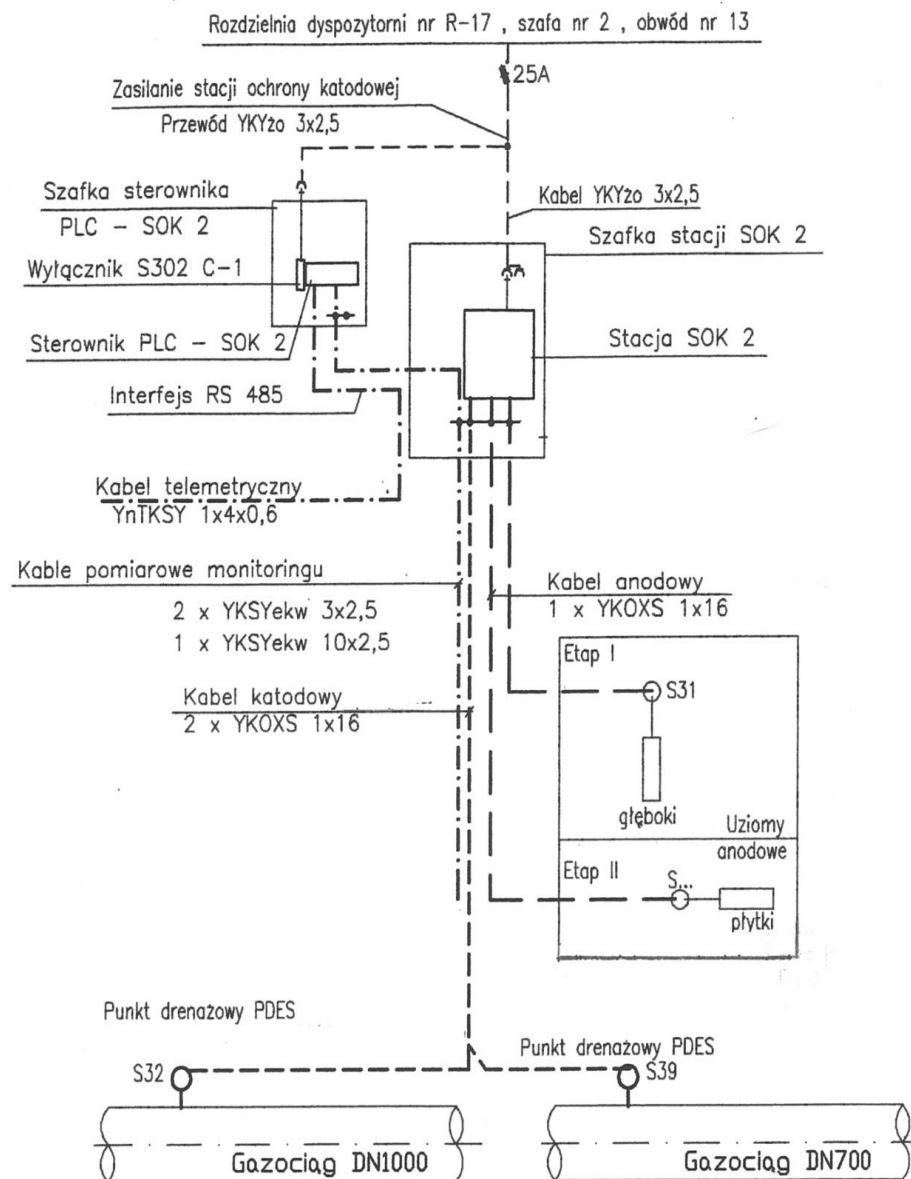 Rozdzielnia dyspozytorni nr R-17 , szafa nr 2 , obwód nr 13
25A
Zasilanie stacji ochrony katodowej
Przewód YKYżo 3x2,5
Kabel YKYżo 3x2,5
Szafka sterownika
PLC - SOK 2
Szafka stacji SOK 2
Wyłącznik S302 C-1
Sterownik PLC - SOK 2
Stacja SOK 2
Interfejs RS 485
Kabel telemetryczny
YnTKSY 1x4x0,6
Kable pomiarowe monitoringu
2 x YKSYekw 3x2,5
1 x YKSYekw 10x2,5
Kabel anodowy
1 x YKOXS 1x16
Kabel katodowy
2 x YKOXS 1x16
Etap I
S31
głęboki
Uziomy
anodowe
Etap II
S...
płytki
Punkt drenażowy PDES
Punkt drenażowy PDES
S32
S39
Gazociąg DN1000
Gazociąg DN700